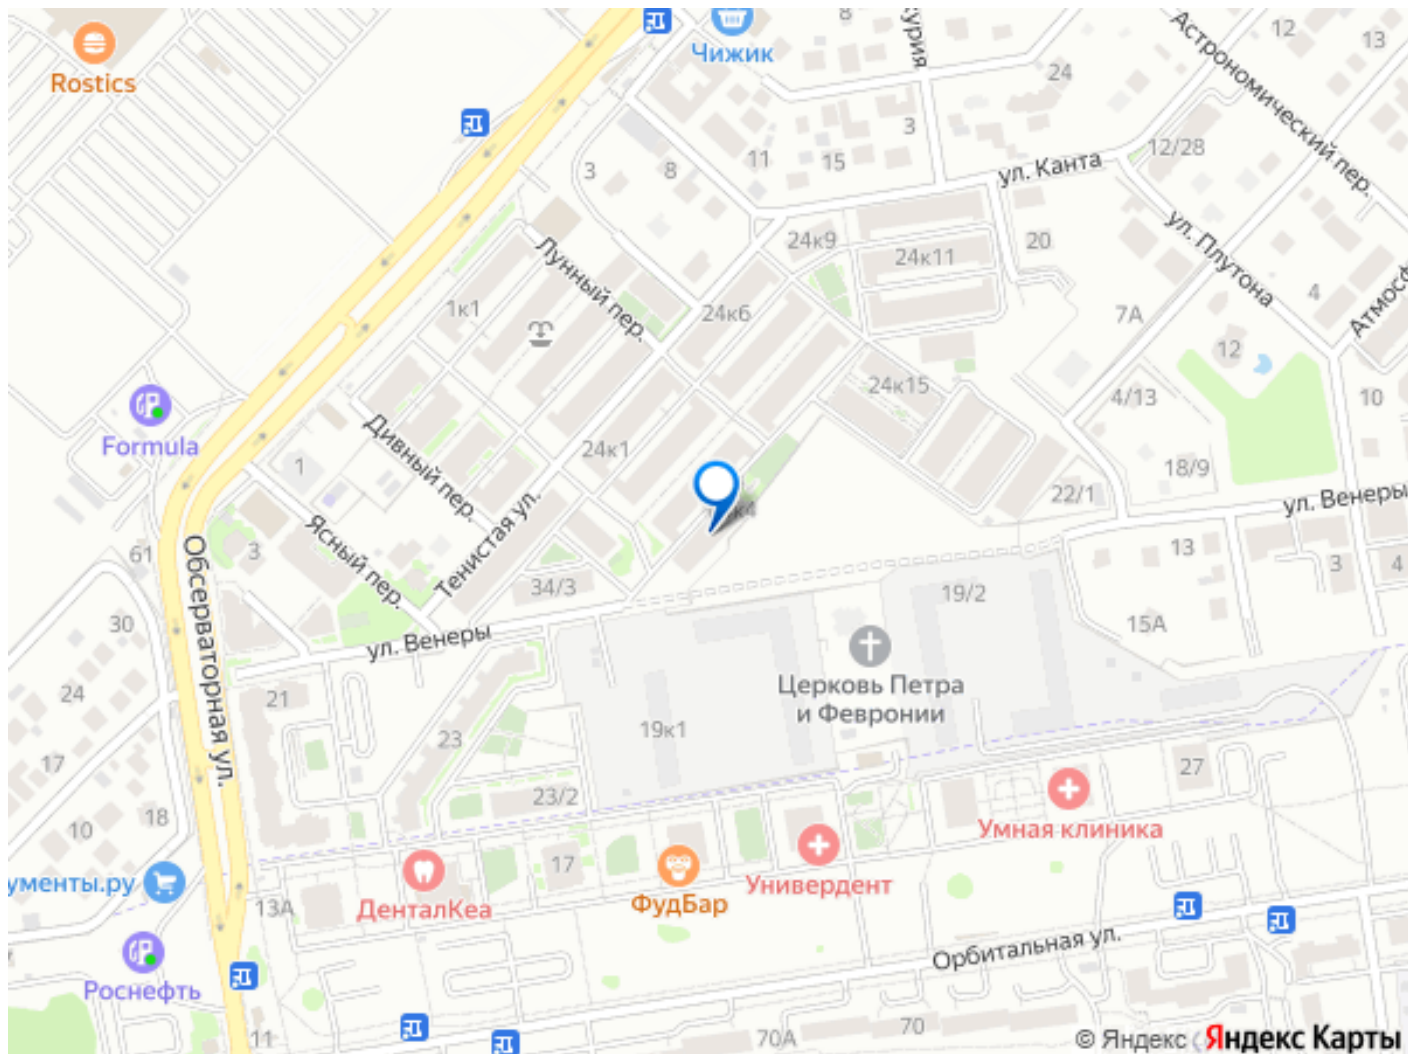 Rostics
Чижик
8
24
12
13
Астрономический пер.
3
3
8
11
15
12/28
ул. Канта
ул. Плутона
24к9
24к11
20
Лунный пер.
1к1
24к6
7А
4
12
Formula
24к15
4/13
10
Дивный пер.
24к1
1
18/9
22/1
ул. Венеры
Тенистая ул.
Ясный пер.
61
3
Обсерваторная ул.
34/3
19/2
13
3
4
15А
30
ул. Венеры
24
21
Церковь Петра
и Февронии
23
19к1
17
27
18
10
23/2
Умная клиника
17
Универдент
ДенталКеа
ФудБар
13А
Орбитальная ул.
Роснефть
11
70А
70
© Яндекс
Яндекс Карты